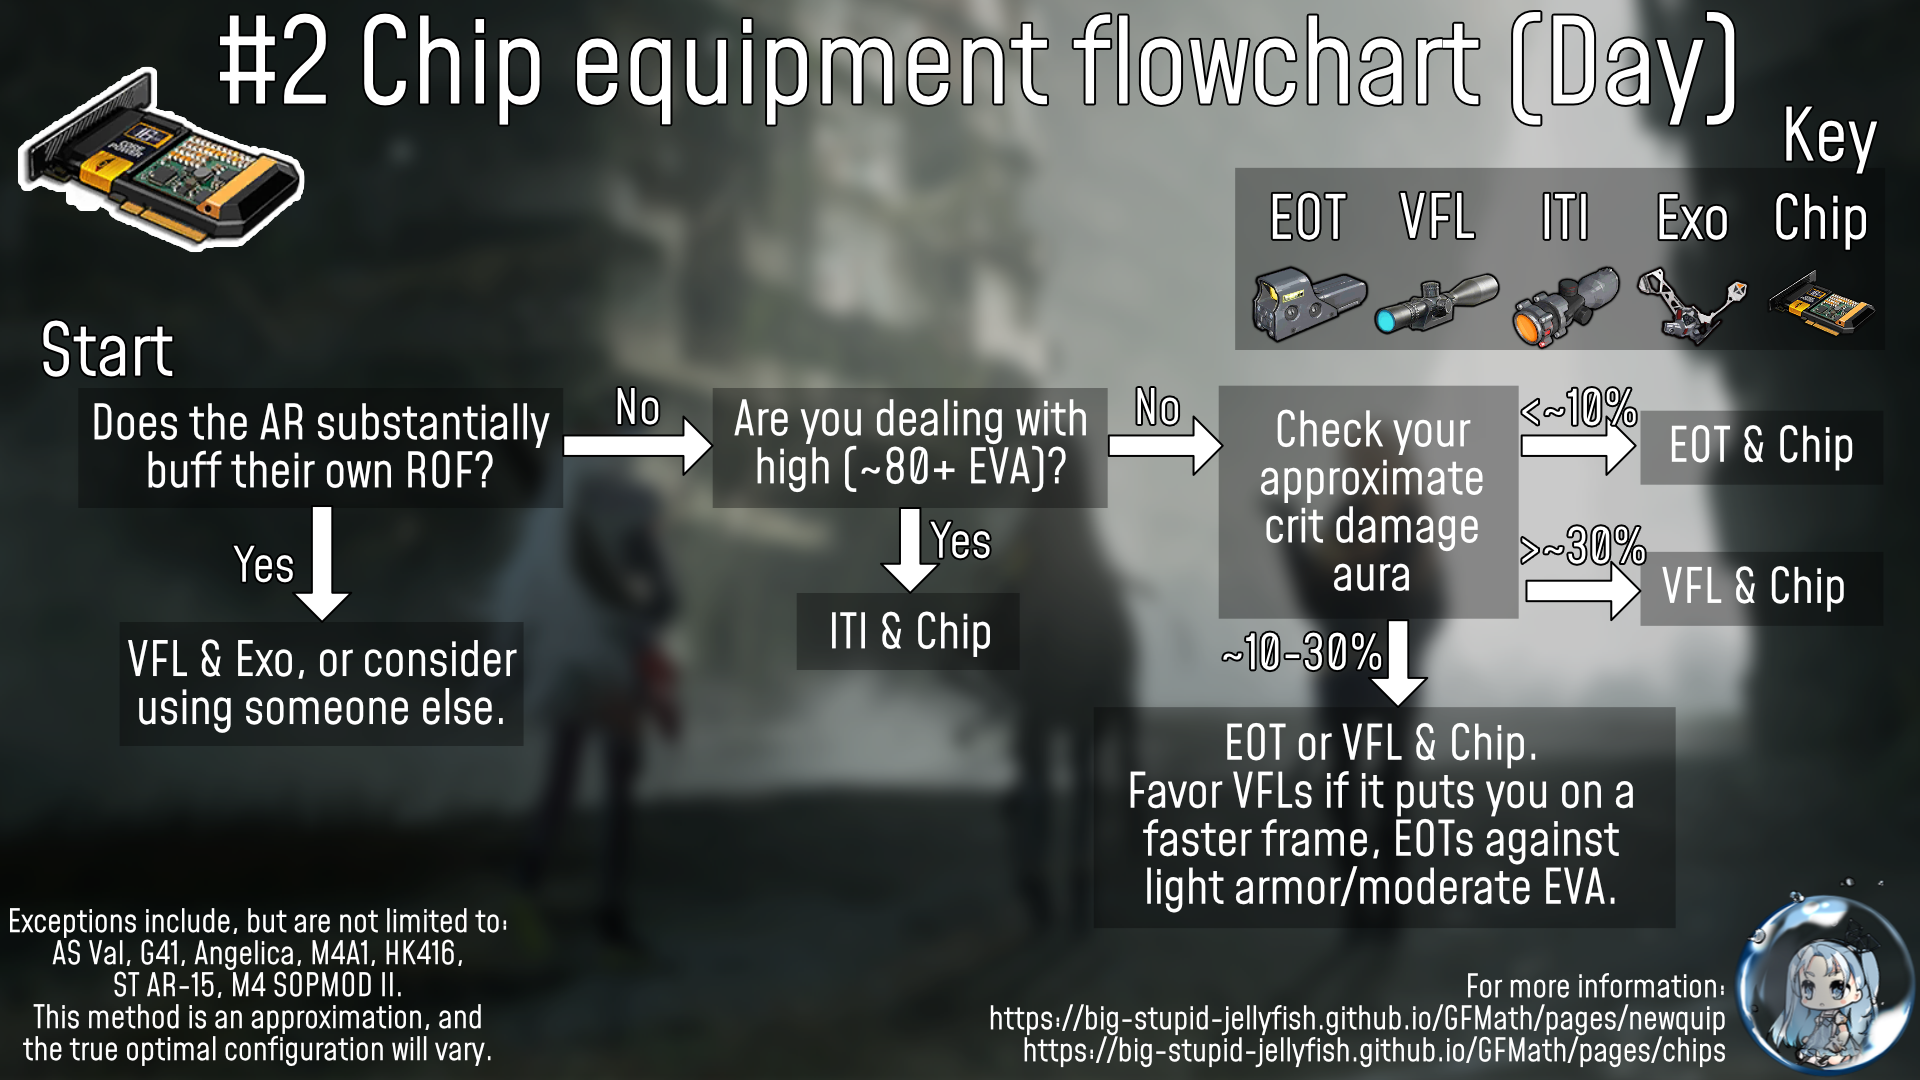 #2 Chip equipment flowchart (Day)
Key
EOT VFL ITI Exo Chip
Start
Does the AR substantially
buff their own ROF?
No
Are you dealing with
high (~80+ EVA)?
No
Check your
approximate
crit damage
aura
<~10%
EOT & Chip
>~30%
VFL & Chip
Yes
VFL & Exo, or consider
using someone else.
Yes
ITI & Chip
~10-30%
EOT or VFL & Chip.
Favor VFLs if it puts you on a
faster frame, EOTs against
light armor/moderate EVA.
Exceptions include, but are not limited to:
AS Val, G41, Angelica, M4A1, HK416,
ST AR-15, M4 SOPMOD II.
This method is an approximation, and
the true optimal configuration will vary.
For more information:
https://big-stupid-jellyfish.github.io/GFMath/pages/newquip
https://big-stupid-jellyfish.github.io/GFMath/pages/chips